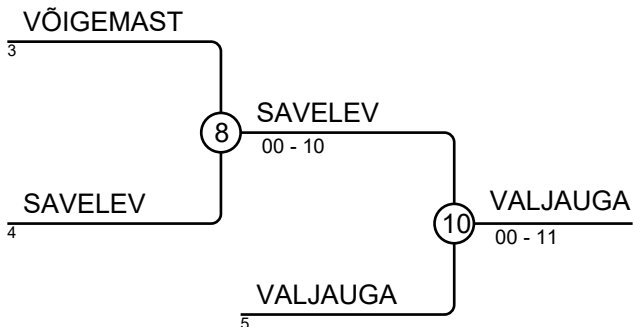 VÕIGEMAST
3
8
SAVELEV
00 - 10
SAVELEV
4
10
VALJAUGA
00 - 11
VALJAUGA
5